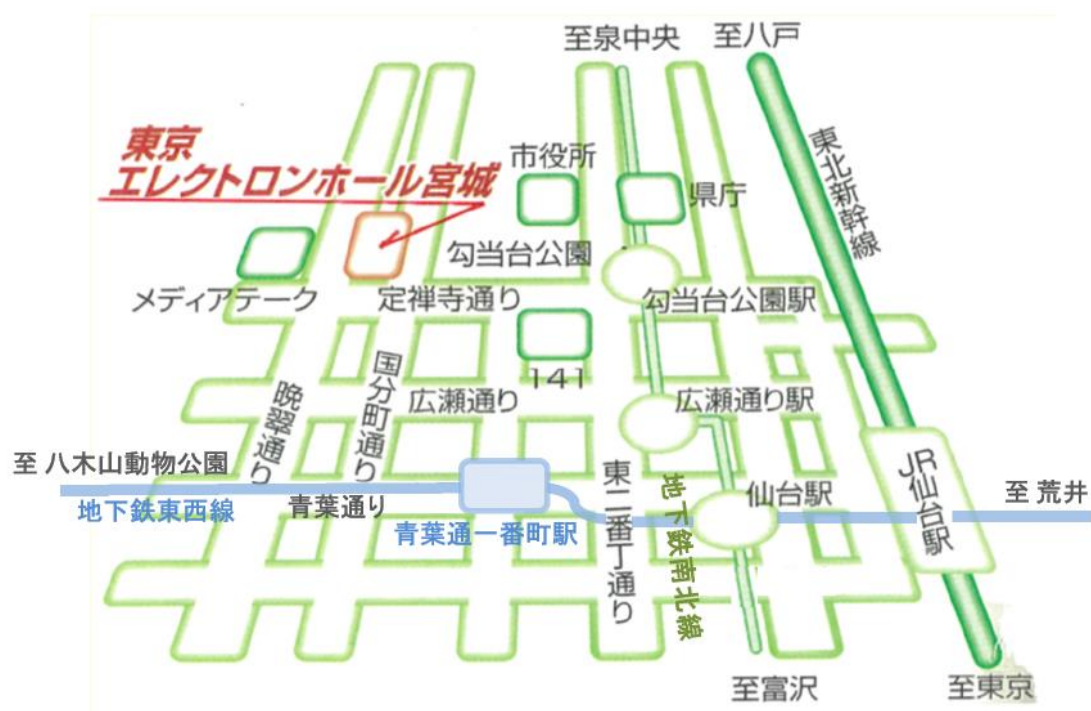 至泉中央
至八戸
東京
エレクトロンホール宮城
市役所
県庁
東北新幹線
勾当台公園
メディアテーク
定禅寺通り
勾当台公園駅
141
国分町通り
晩翠通り
広瀬通り
広瀬通り駅
至 八木山動物公園
地下鉄東西線
青葉通り
青葉通一番町駅
東二番丁通り
地下鉄南北線
仙台駅
JR仙台駅
至 荒井
至富沢
至東京